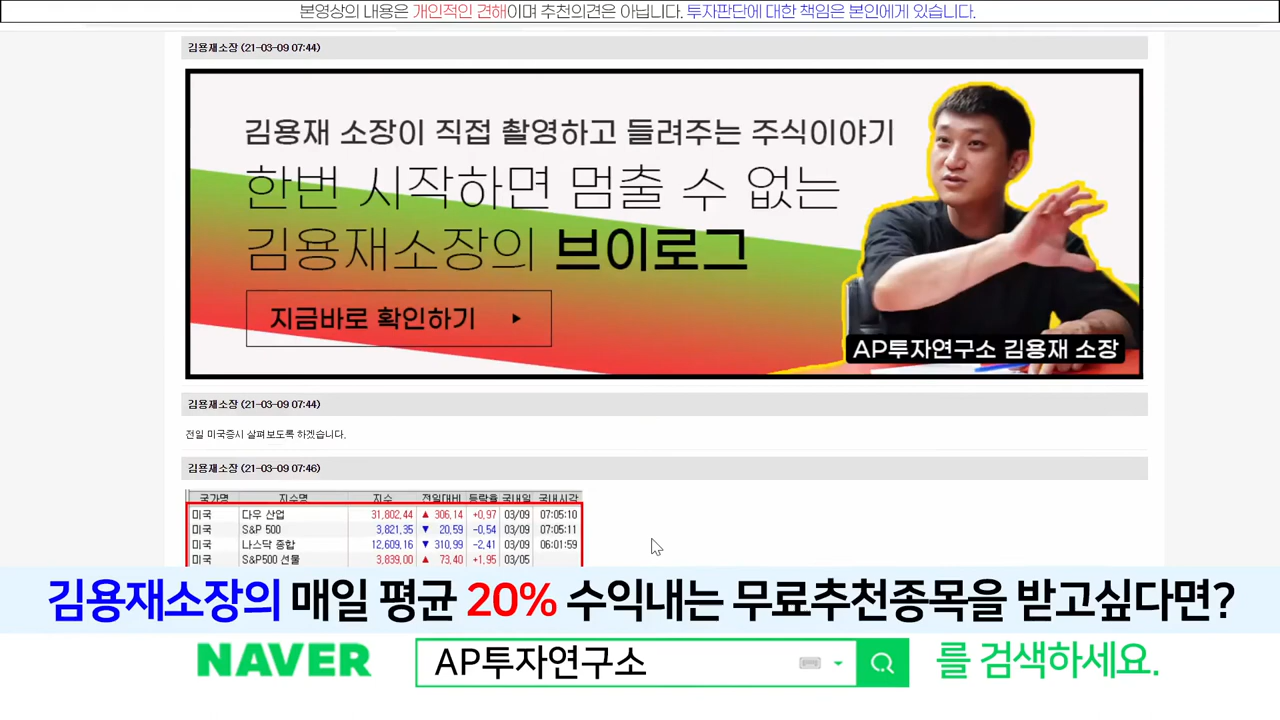 본영상의 내용은 개인적인 견해이며 추천의견은 아닙니다. 투자판단에 대한 책임은 본인에게 있습니다.
김용재소장 (21-03-09 07:44)
김용재 소장이 직접 촬영하고 들려주는 주식이야기
한번 시작하면 멈출 수 없는
김용재소장의 브이로그
지금바로 확인하기 ▶
AP투자연구소 김용재 소장
김용재소장 (21-03-09 07:44)
전일 미국증시 살펴보도록 하겠습니다.
김용재소장 (21-03-09 07:46)
국가명 지수명 지수 전일대비 등락율 국내일 국내시각
미국 다우 산업 31,802,44 ▲ 306,14 +0,97 03/09 07:05:10
미국 S&P 500 3,821,35 ▼ 20,59 -0,54 03/09 07:05:11
미국 나스닥 종합 12,609,16 ▼ 310,99 -2,41 03/09 06:01:59
미국 S&P500 선물 3,839,00 ▲ 73,40 +1,95 03/05
김용재소장의 매일 평균 20% 수익내는 무료추천종목을 받고싶다면?
NAVER AP투자연구소 를 검색하세요.